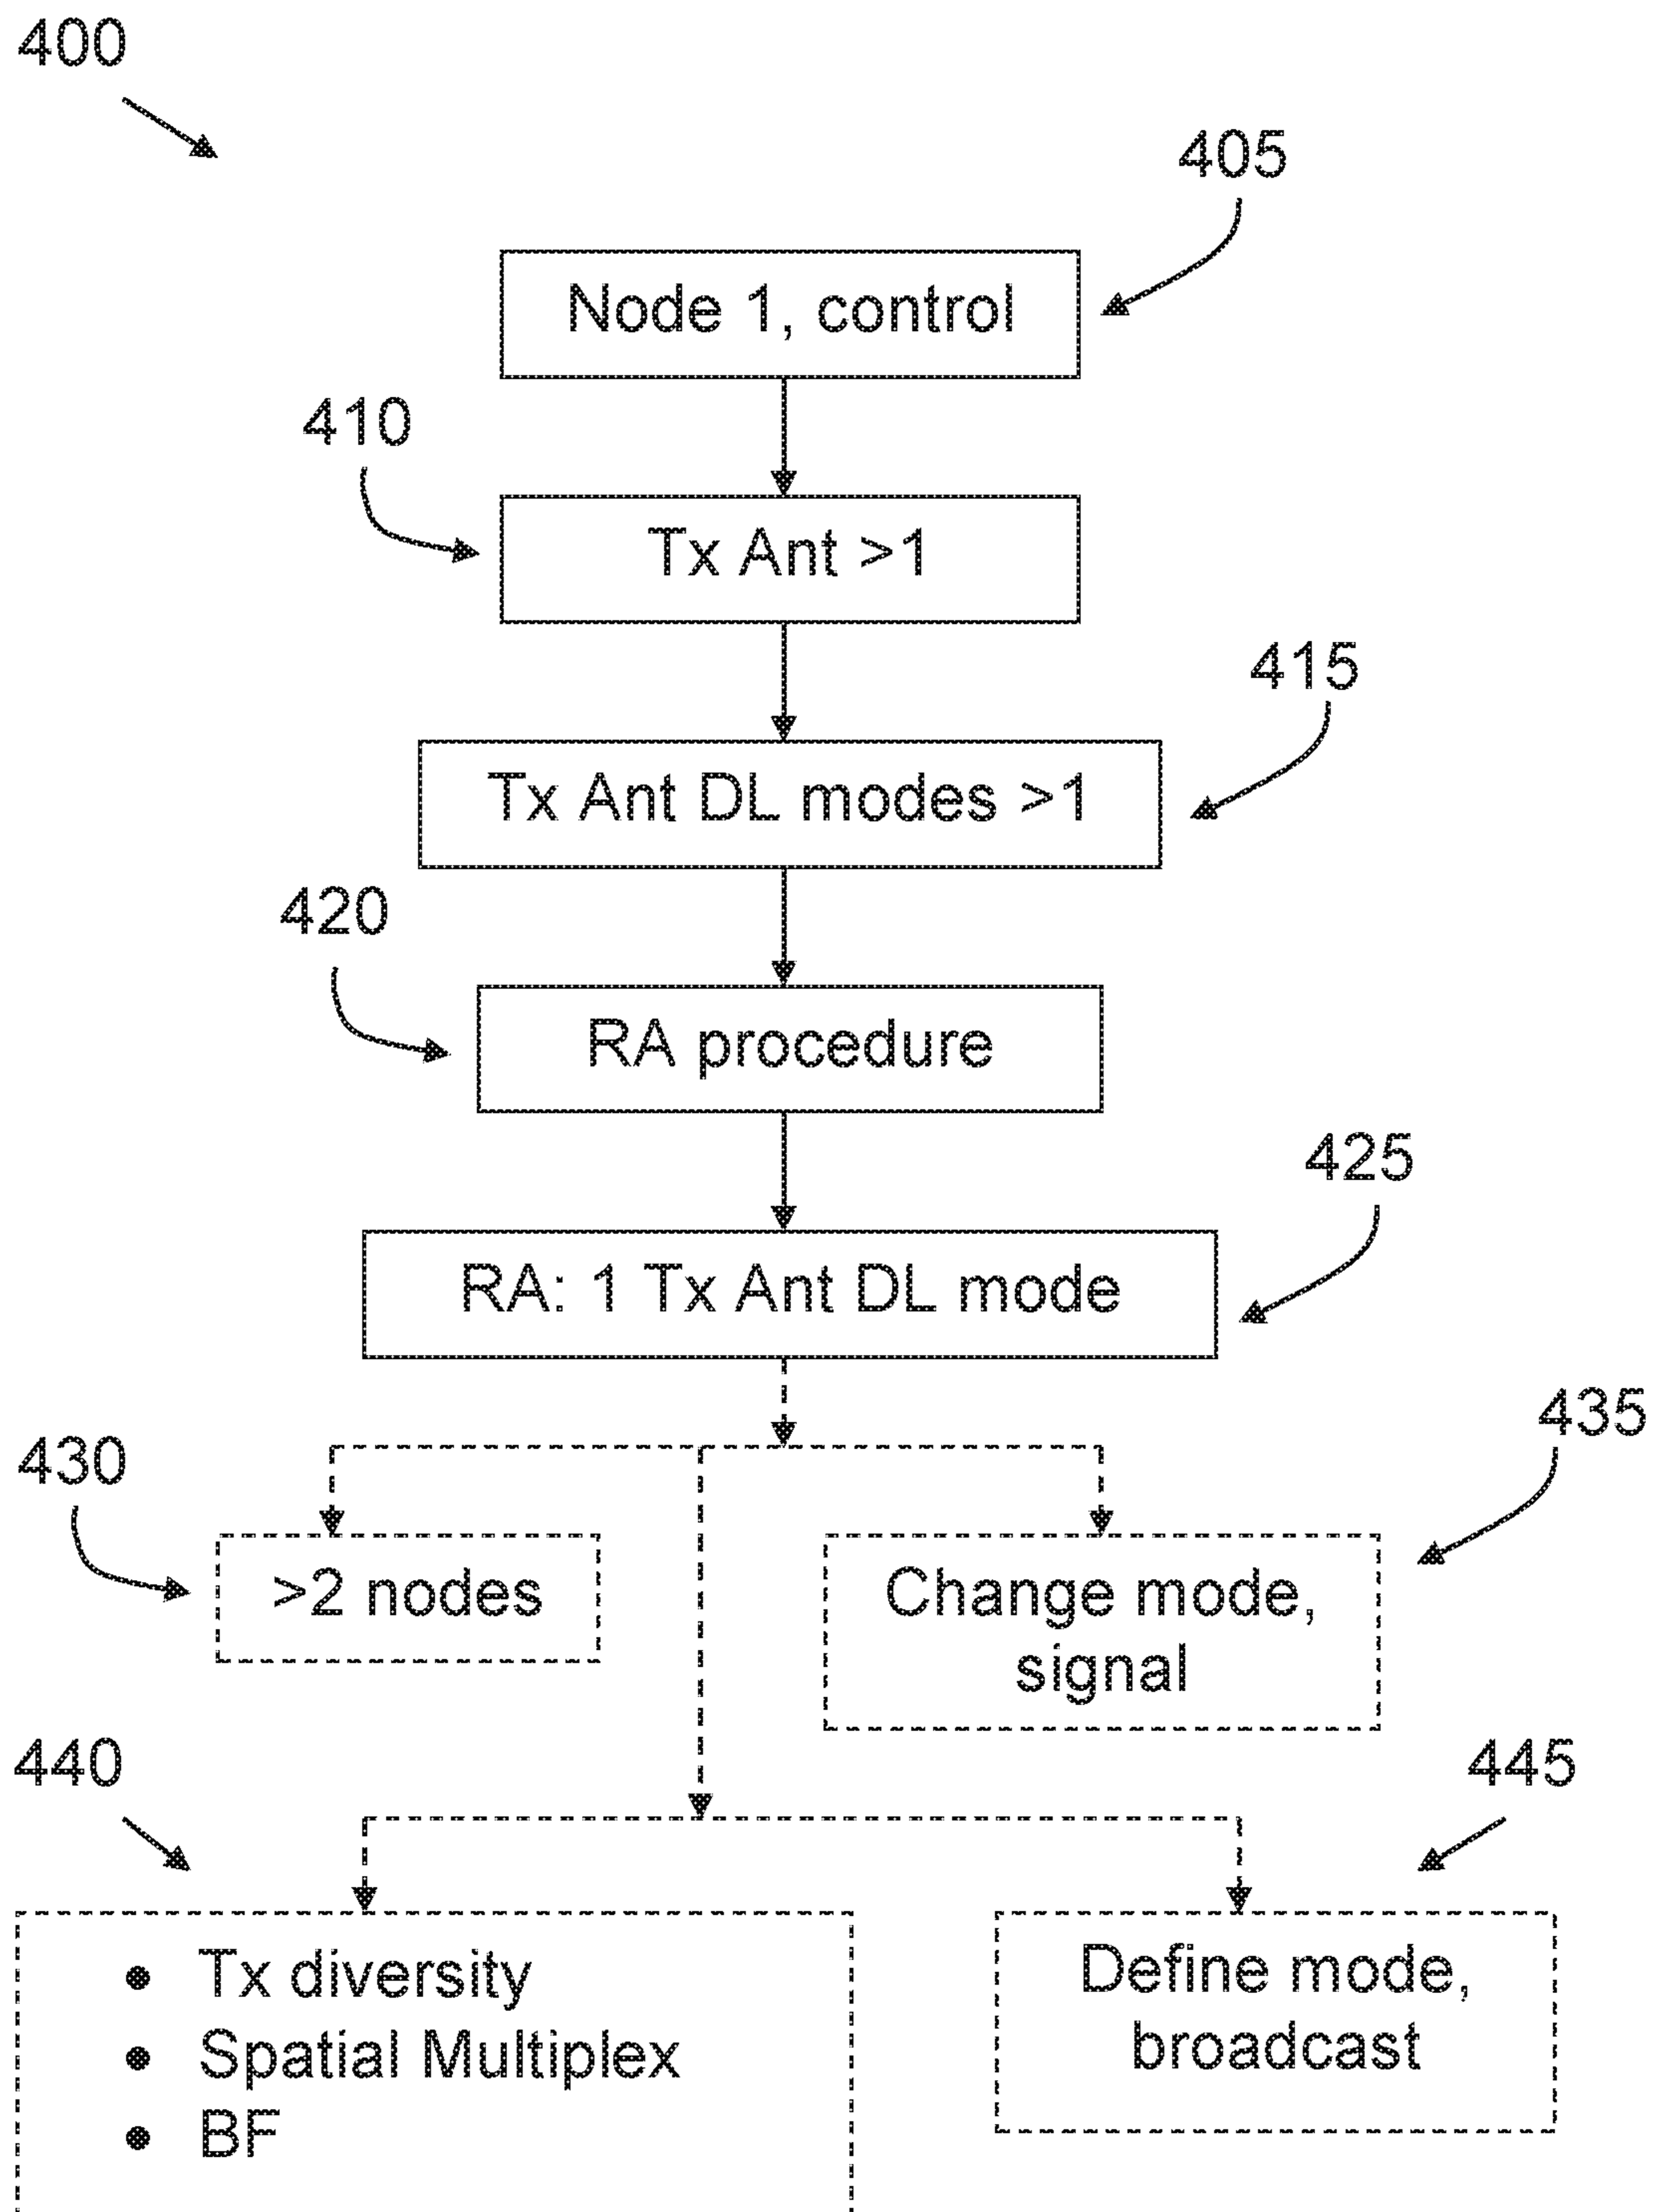 400
405
Node 1, control
410
Tx Ant >1
415
Tx Ant DL modes >1
420
RA procedure
425
RA: 1 Tx Ant DL mode
435
430
>2 nodes
Change mode,
signal
440
445
• Tx diversity
• Spatial Multiplex
• BF
Define mode,
broadcast